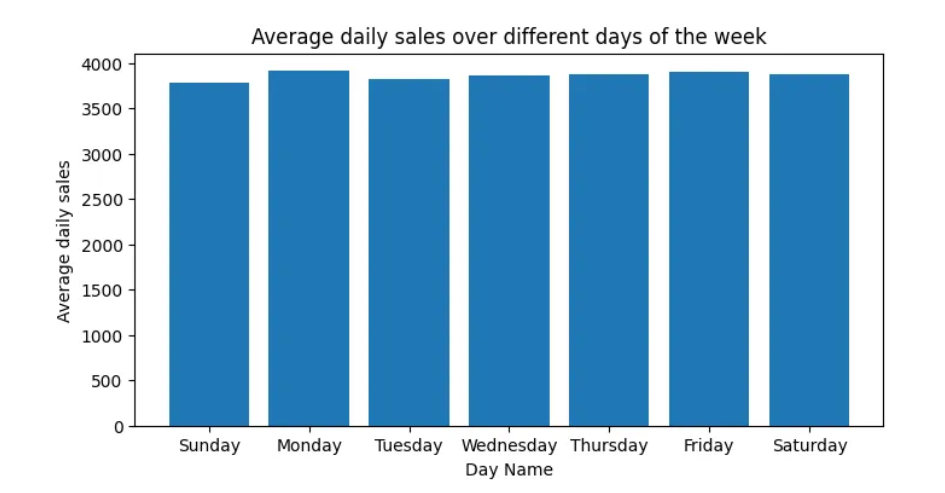 Average daily sales over different days of the week
Average daily sales
4000
3500
3000
2500
2000
1500
1000
500
0
Sunday Monday Tuesday Wednesday Thursday Friday Saturday
Day Name